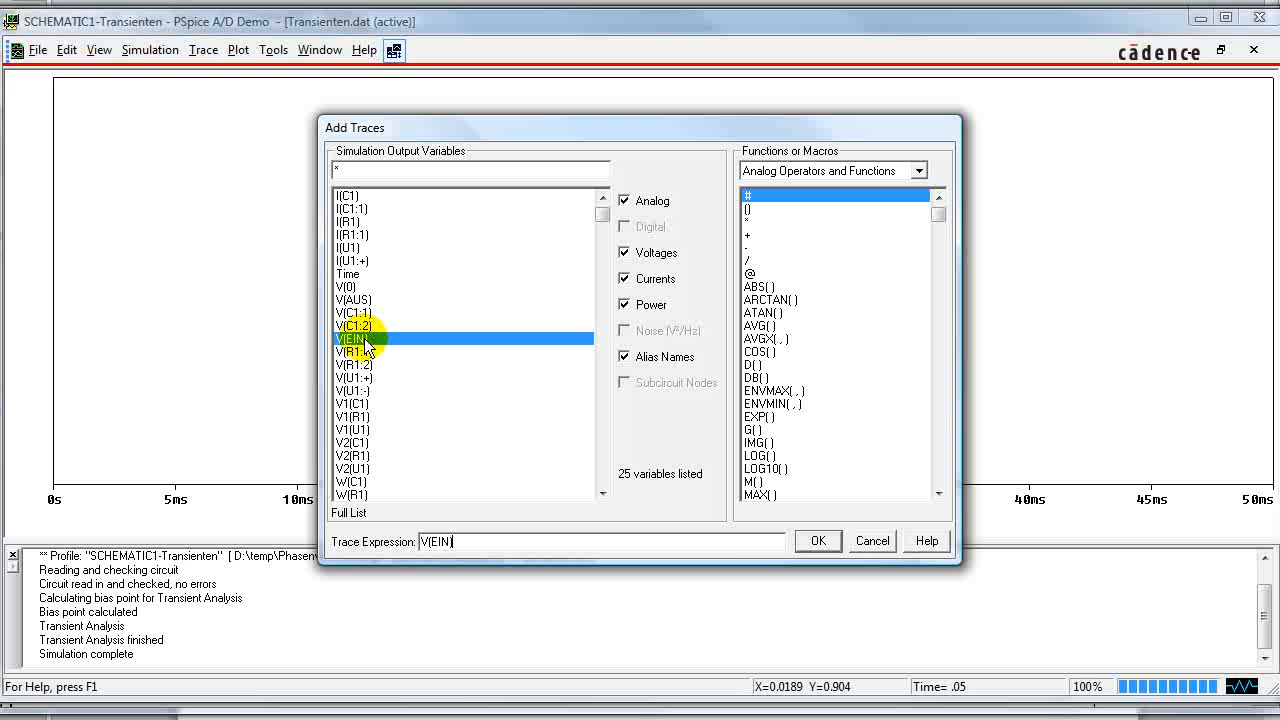 SCHEMATIC1-Transienten - PSpice A/D Demo - [Transienten.dat (active)]
File Edit View Simulation Trace Plot Tools Window Help
cādence
Add Traces
Simulation Output Variables
*
I(C1)
I(C1:1)
I(R1)
I(R1:1)
I(U1)
I(U1:+)
Time
V(0)
V(AUS)
V(C1:1)
V(C1:2)
V(EIN)
V(R1:
V(R1:2)
V(U1:+)
V(U1:-)
V1(C1)
V1(R1)
V1(U1)
V2(C1)
V2(R1)
V2(U1)
W(C1)
W(R1)
Full List
Analog
Digital
Voltages
Currents
Power
Noise (V²/Hz)
Alias Names
Subcircuit Nodes
25 variables listed
Functions or Macros
Analog Operators and Functions
#
()
*
+
-
/
@
ABS( )
ARCTAN( )
ATAN( )
AVG( )
AVGX( , )
COS( )
D( )
DB( )
ENVMAX( , )
ENVMIN( , )
EXP( )
G( )
IMG( )
LOG( )
LOG10( )
M( )
MAX( )
Trace Expression: V(EIN)
OK Cancel Help
0s 5ms 10ms 40ms 45ms 50ms
** Profile: "SCHEMATIC1-Transienten" [ D:\temp\Phasenv
Reading and checking circuit
Circuit read in and checked, no errors
Calculating bias point for Transient Analysis
Bias point calculated
Transient Analysis
Transient Analysis finished
Simulation complete
For Help, press F1 X=0.0189 Y=0.904 Time= .05 100%